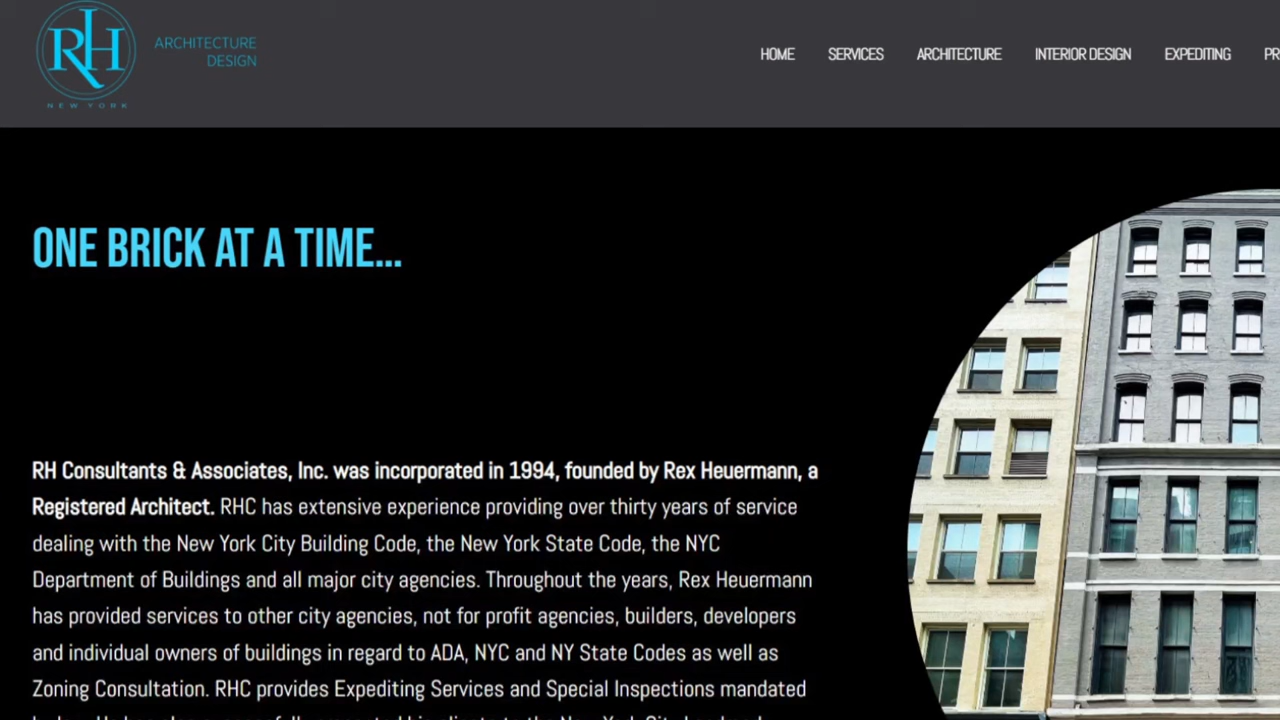 RH
NEW YORK
ARCHITECTURE
DESIGN
HOME SERVICES ARCHITECTURE INTERIOR DESIGN EXPEDITING PR
ONE BRICK AT A TIME...
RH Consultants & Associates, Inc. was incorporated in 1994, founded by Rex Heuermann, a
Registered Architect. RHC has extensive experience providing over thirty years of service
dealing with the New York City Building Code, the New York State Code, the NYC
Department of Buildings and all major city agencies. Throughout the years, Rex Heuermann
has provided services to other city agencies, not for profit agencies, builders, developers
and individual owners of buildings in regard to ADA, NYC and NY State Codes as well as
Zoning Consultation. RHC provides Expediting Services and Special Inspections mandated